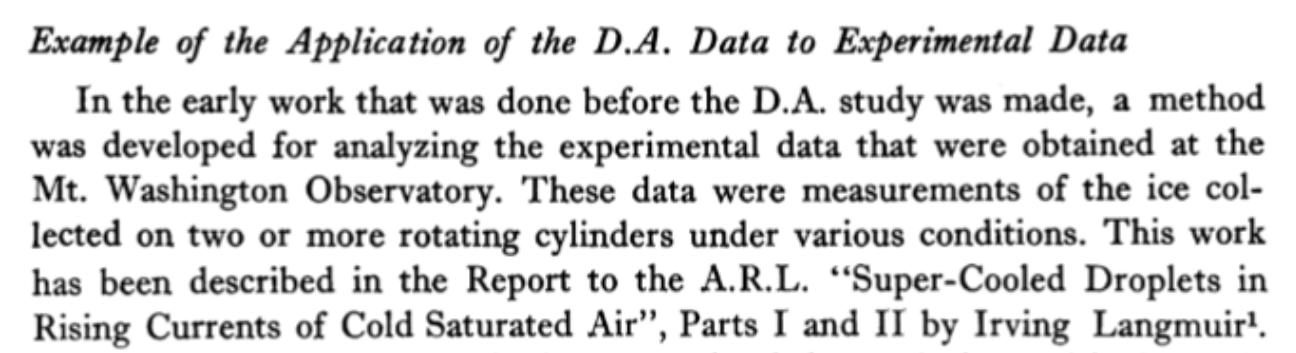 Example of the Application of the D.A. Data to Experimental Data
In the early work that was done before the D.A. study was made, a method
was developed for analyzing the experimental data that were obtained at the
Mt. Washington Observatory. These data were measurements of the ice col-
lected on two or more rotating cylinders under various conditions. This work
has been described in the Report to the A.R.L. “Super-Cooled Droplets in
Rising Currents of Cold Saturated Air”, Parts I and II by Irving Langmuir¹.